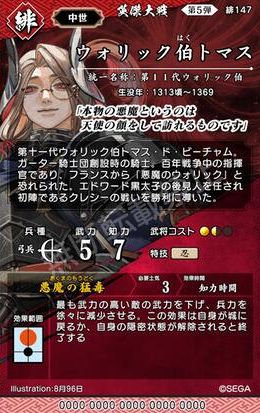 緋
中世
英傑大戦
第5弾
緋147
はく
ウォリック伯トマス
統一名称：第11代ウォリック伯
生没年：1313頃～1369
『本物の悪魔というのは
天使の顔をして訪れるものです』
第十一代ウォリック伯トマス・ド・ビーチャム。
ガーター騎士団創設時の騎士。百年戦争中の指揮
官であり、フランスから「悪魔のウォリック」と
恐れられた。エドワード黒太子の後見人を任され
初陣であるクレシーの戦いを勝利に導いた。
兵種 武力 知力 武将コスト
弓兵 5 7 特技 忍
あくまのもうどく 必要士気 効果時間
悪魔の猛毒 3 知力時間
効果範囲
最も武力の高い敵の武力を下げ、兵力を
徐々に減少させる。この効果は自身が城に
戻るか、自身の隠密状態が解除されると終
了する
Illustration:8月96日
©SEGA
0000-0000-0000-0000-0000